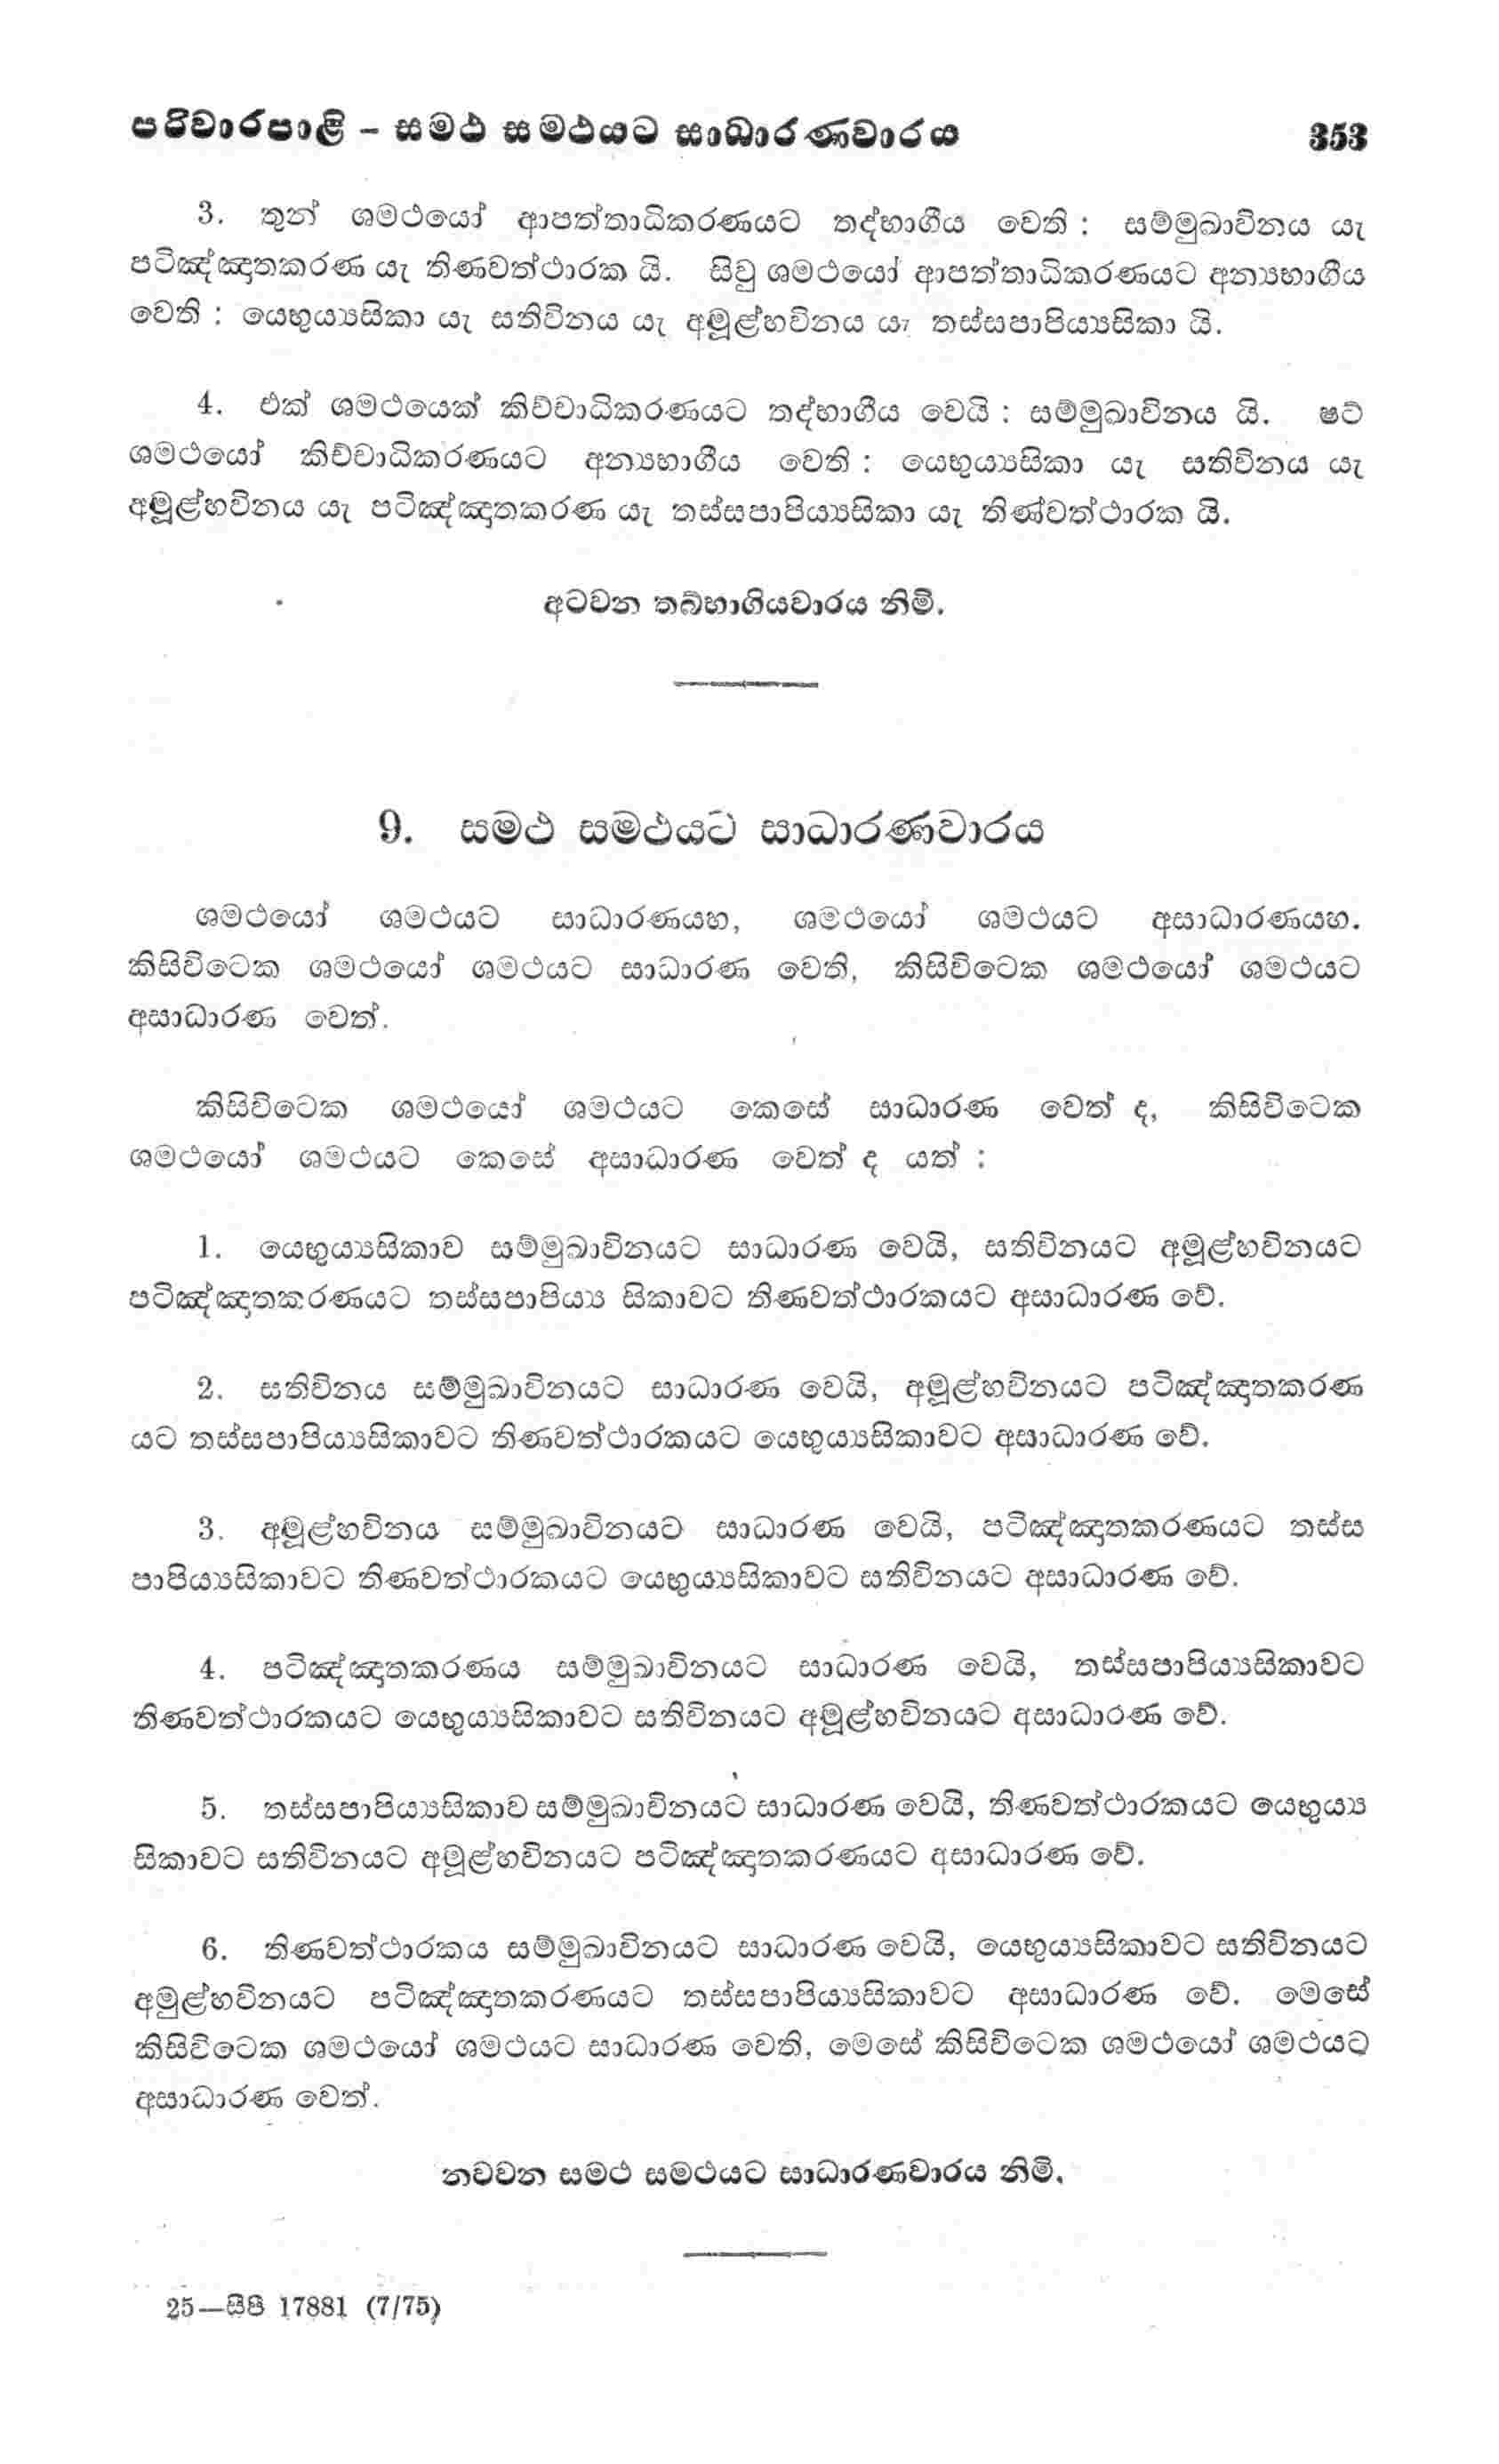 පරිවාරපාළි – සමථ සමථයට සාධාරණවාරය 353
3. තුන් ශමථයෝ ආපත්තාධිකරණයට තද්භාගීය වෙති : සම්මුඛාවිනය යැ
පටිඤ්ඤාතකරණ යැ තිණවත්ථාරක යි. සිවු ශමථයෝ ආපත්තාධිකරණයට අන්‍යභාගීය
වෙති : යෙභුය්‍යසිකා යැ සතිවිනය යැ අමූළ්හවිනය යැ තස්සපාපිය්‍යසිකා යි.
4. එක් ශමථයෙක් කිච්චාධිකරණයට තද්භාගීය වෙයි : සම්මුඛාවිනය යි. ෂට්
ශමථයෝ කිච්චාධිකරණයට අන්‍යභාගීය වෙති : යෙභුය්‍යසිකා යැ සතිවිනය යැ
අමූළ්හවිනය යැ පටිඤ්ඤාතකරණ යැ තස්සපාපිය්‍යසිකා යැ තිණ්වත්ථාරක යි.
අටවන තබ්භාගියවාරය නිමි.
9. සමථ සමථයට සාධාරණවාරය
ශමථයෝ ශමථයට සාධාරණයහ, ශමථයෝ ශමථයට අසාධාරණයහ.
කිසිවිටෙක ශමථයෝ ශමථයට සාධාරණ වෙති, කිසිවිටෙක ශමථයෝ ශමථයට
අසාධාරණ වෙත්.
කිසිවිටෙක ශමථයෝ ශමථයට කෙසේ සාධාරණ වෙත් ද, කිසිවිටෙක
ශමථයෝ ශමථයට කෙසේ අසාධාරණ වෙත් ද යත් :
1. යෙභුය්‍යසිකාව සම්මුඛාවිනයට සාධාරණ වෙයි, සතිවිනයට අමූළ්හවිනයට
පටිඤ්ඤාතකරණයට තස්සපාපිය්‍ය සිකාවට තිණවත්ථාරකයට අසාධාරණ වේ.
2. සතිවිනය සම්මුඛාවිනයට සාධාරණ වෙයි, අමූළ්හවිනයට පටිඤ්ඤාතකරණ
යට තස්සපාපිය්‍යසිකාවට තිණවත්ථාරකයට යෙභුය්‍යසිකාවට අසාධාරණ වේ.
3. අමූළ්හවිනය සම්මුඛාවිනයට සාධාරණ වෙයි, පටිඤ්ඤාතකරණයට තස්ස
පාපිය්‍යසිකාවට තිණවත්ථාරකයට යෙභුය්‍යසිකාවට සතිවිනයට අසාධාරණ වේ.
4. පටිඤ්ඤාතකරණය සම්මුඛාවිනයට සාධාරණ වෙයි, තස්සපාපිය්‍යසිකාවට
තිණවත්ථාරකයට යෙභුය්‍යසිකාවට සතිවිනයට අමූළ්හවිනයට අසාධාරණ වේ.
5. තස්සපාපිය්‍යසිකාව සම්මුඛාවිනයට සාධාරණ වෙයි, තිණවත්ථාරකයට යෙභුය්‍ය
සිකාවට සතිවිනයට අමූළ්හවිනයට පටිඤ්ඤාතකරණයට අසාධාරණ වේ.
6. තිණවත්ථාරකය සම්මුඛාවිනයට සාධාරණ වෙයි, යෙභුය්‍යසිකාවට සතිවිනයට
අමුළ්හවිනයට පටිඤ්ඤාතකරණයට තස්සපාපිය්‍යසිකාවට අසාධාරණ වේ. මෙසේ
කිසිවිටෙක ශමථයෝ ශමථයට සාධාරණ වෙති, මෙසේ කිසිවිටෙක ශමථයෝ ශමථයට
අසාධාරණ වෙත්.
නවවන සමථ සමථයට සාධාරණවාරය නිමි.
25—සීපී 17881 (7/75)